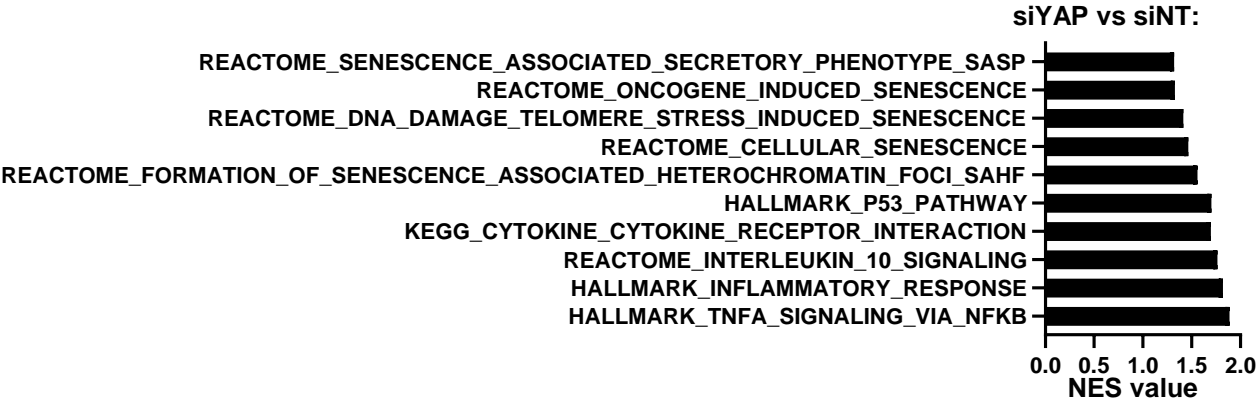 siYAP vs siNT:
REACTOME_SENESCENCE_ASSOCIATED_SECRETORY_PHENOTYPE_SASP
REACTOME_ONCOGENE_INDUCED_SENESCENCE
REACTOME_DNA_DAMAGE_TELOMERE_STRESS_INDUCED_SENESCENCE
REACTOME_CELLULAR_SENESCENCE
REACTOME_FORMATION_OF_SENESCENCE_ASSOCIATED_HETEROCHROMATIN_FOCI_SAHF
HALLMARK_P53_PATHWAY
KEGG_CYTOKINE_CYTOKINE_RECEPTOR_INTERACTION
REACTOME_INTERLEUKIN_10_SIGNALING
HALLMARK_INFLAMMATORY_RESPONSE
HALLMARK_TNFA_SIGNALING_VIA_NFKB
0.0 0.5 1.0 1.5 2.0
NES value